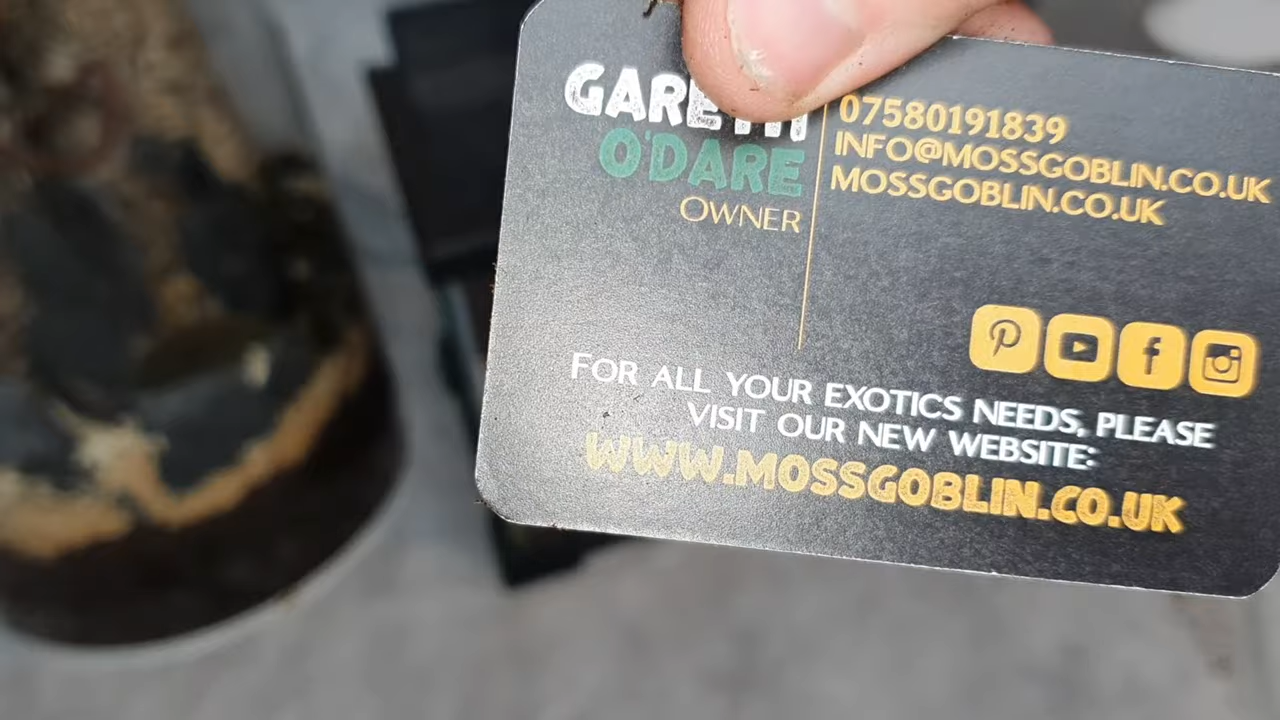 GARETH
O'DARE
OWNER
07580191839
INFO@MOSSGOBLIN.CO.UK
MOSSGOBLIN.CO.UK
FOR ALL YOUR EXOTICS NEEDS, PLEASE
VISIT OUR NEW WEBSITE:
WWW.MOSSGOBLIN.CO.UK